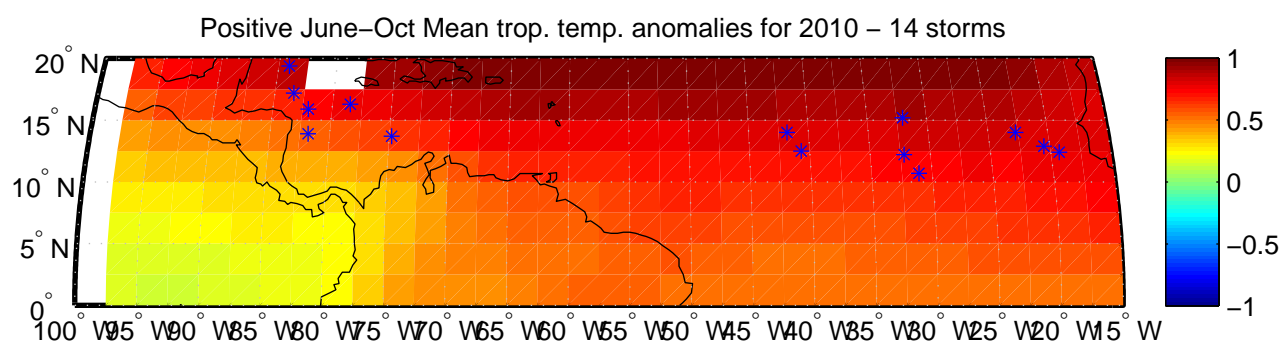 Positive June−Oct Mean trop. temp. anomalies for 2010 − 14 storms
20° N
15° N
10° N
5° N
0°
100° W 95° W 90° W 85° W 80° W 75° W 70° W 65° W 60° W 55° W 50° W 45° W 40° W 35° W 30° W 25° W 20° W 15° W
1
0.5
0
−0.5
−1